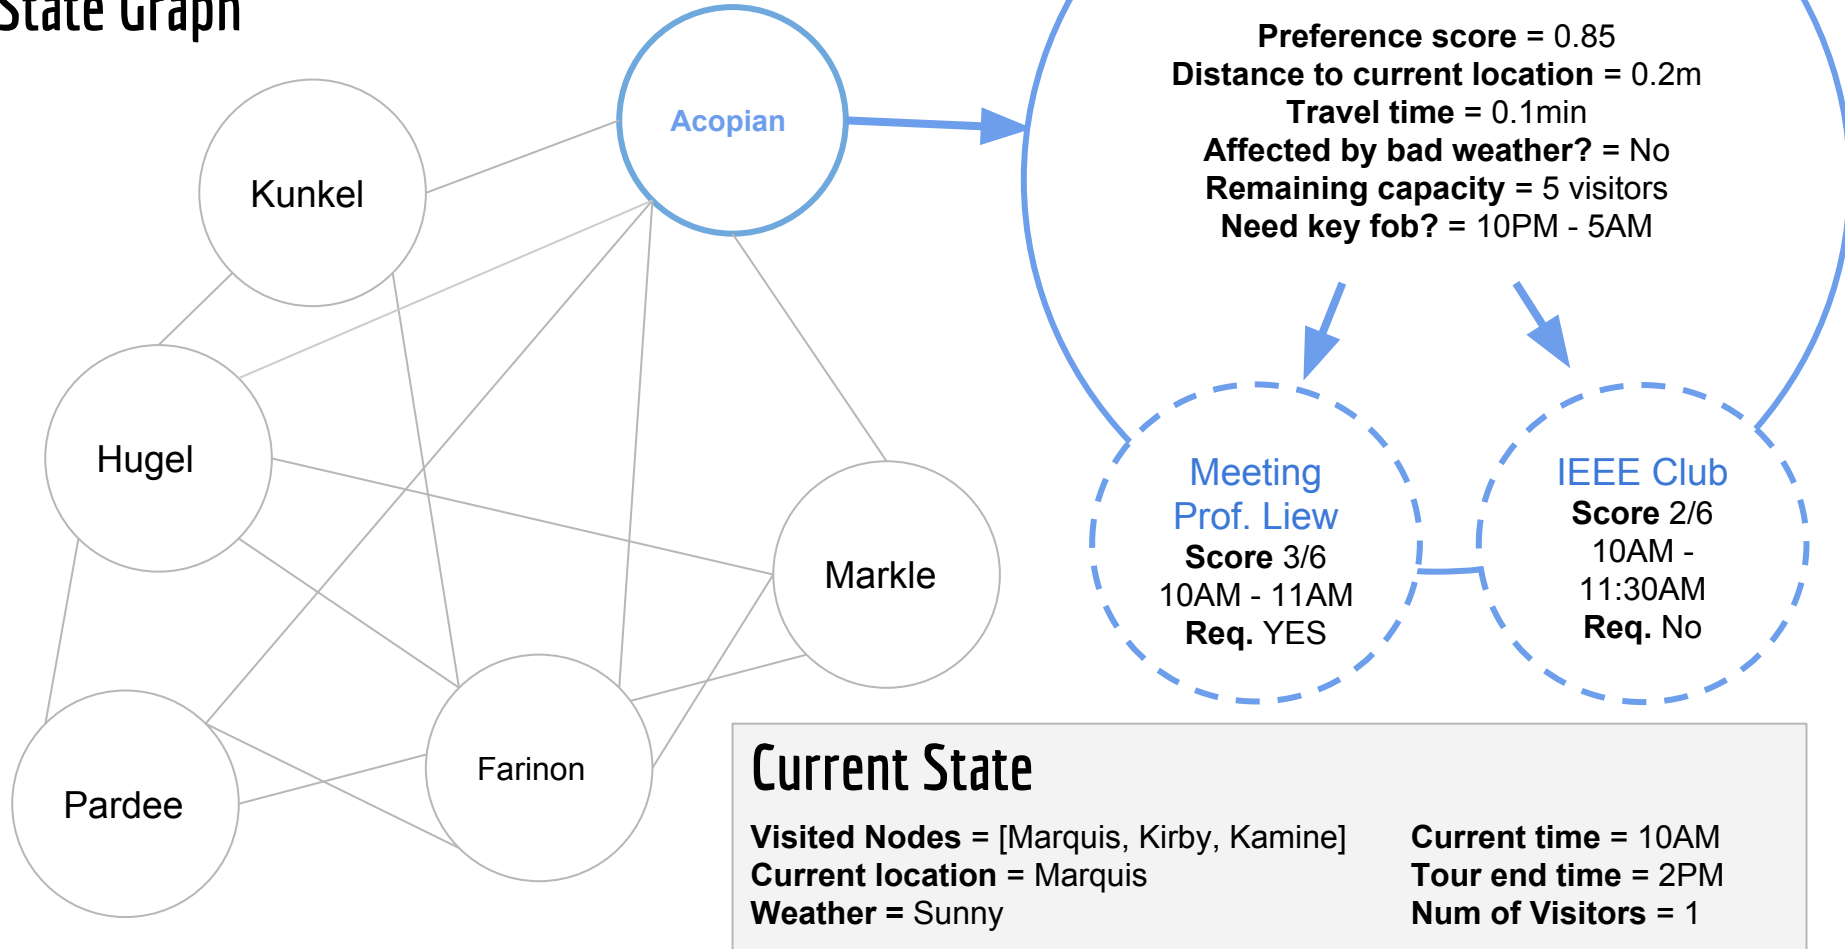 State Graph
Acopian
Kunkel
Hugel
Markle
Farinon
Pardee
Preference score = 0.85
Distance to current location = 0.2m
Travel time = 0.1min
Affected by bad weather? = No
Remaining capacity = 5 visitors
Need key fob? = 10PM - 5AM
Meeting
Prof. Liew
Score 3/6
10AM - 11AM
Req. YES
IEEE Club
Score 2/6
10AM -
11:30AM
Req. No
Current State
Visited Nodes = [Marquis, Kirby, Kamine]
Current location = Marquis
Weather = Sunny
Current time = 10AM
Tour end time = 2PM
Num of Visitors = 1